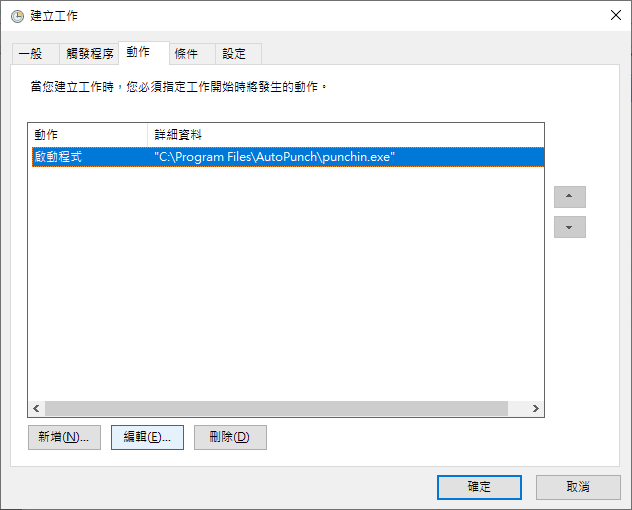 建立工作
一般 觸發程序 動作 條件 設定
當您建立工作時，您必須指定工作開始時將發生的動作。
動作 詳細資料
啟動程式 "C:\Program Files\AutoPunch\punchin.exe"
新增(N)... 編輯(E)... 刪除(D)
確定 取消